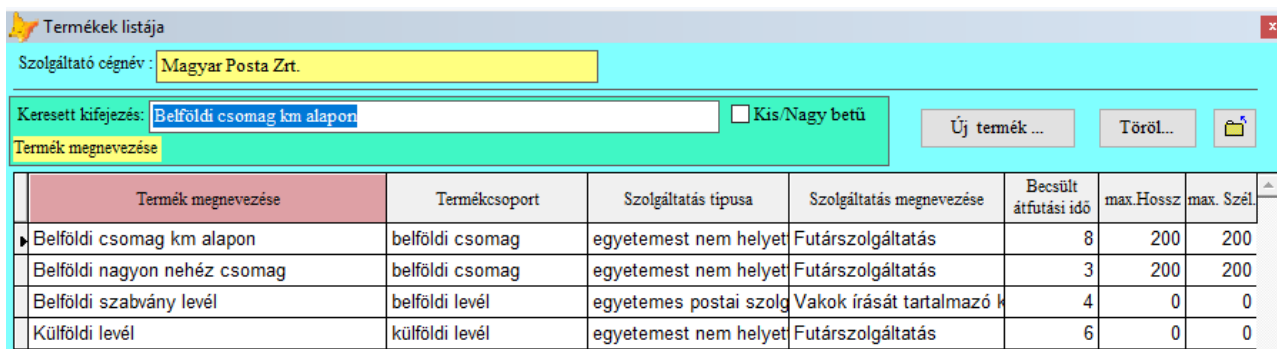 Termékek listája
Szolgáltató cégnév : Magyar Posta Zrt.
Keresett kifejezés: Belföldi csomag km alapon Kis/Nagy betű Új termék ... Töröl...
Termék megnevezése
Termék megnevezése Termékcsoport Szolgáltatás típusa Szolgáltatás megnevezése Becsült átfutási idő max.Hossz max. Szél.
Belföldi csomag km alapon belföldi csomag egyetemest nem helyett Futárszolgáltatás 8 200 200
Belföldi nagyon nehéz csomag belföldi csomag egyetemest nem helyett Futárszolgáltatás 3 200 200
Belföldi szabvány levél belföldi levél egyetemes postai szolg Vakok írását tartalmazó k 4 0 0
Külföldi levél külföldi levél egyetemest nem helyett Futárszolgáltatás 6 0 0